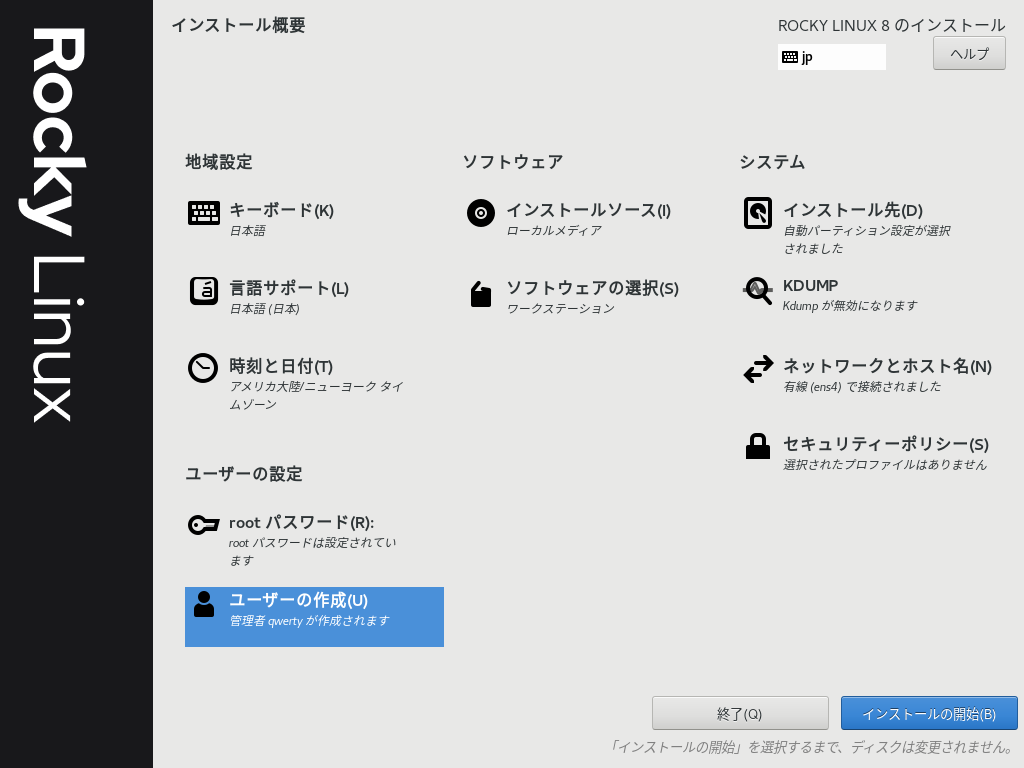 Rocky Linux
インストール概要
ROCKY LINUX 8 のインストール
jp
ヘルプ
地域設定
キーボード(K)
日本語
言語サポート(L)
日本語 (日本)
時刻と日付(T)
アメリカ大陸/ニューヨーク タイ
ムゾーン
ソフトウェア
インストールソース(I)
ローカルメディア
ソフトウェアの選択(S)
ワークステーション
システム
インストール先(D)
自動パーティション設定が選択
されました
KDUMP
Kdump が無効になります
ネットワークとホスト名(N)
有線 (ens4) で接続されました
セキュリティーポリシー(S)
選択されたプロファイルはありません
ユーザーの設定
root パスワード(R):
root パスワードは設定されてい
ます
ユーザーの作成(U)
管理者 qwerty が作成されます
終了(Q)
インストールの開始(B)
「インストールの開始」を選択するまで、ディスクは変更されません。